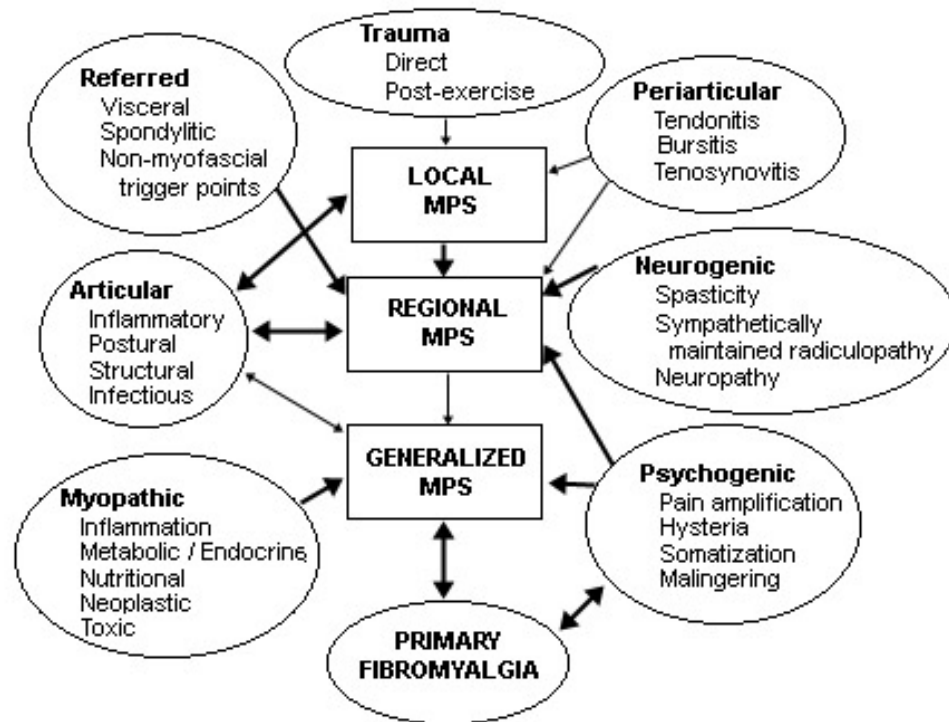 Trauma
Direct
Post-exercise
Referred
Visceral
Spondylitic
Non-myofascial
trigger points
Periarticular
Tendonitis
Bursitis
Tenosynovitis
LOCAL
MPS
Articular
Inflammatory
Postural
Structural
Infectious
REGIONAL
MPS
Neurogenic
Spasticity
Sympathetically
maintained radiculopathy
Neuropathy
GENERALIZED
MPS
Myopathic
Inflammation
Metabolic / Endocrine
Nutritional
Neoplastic
Toxic
Psychogenic
Pain amplification
Hysteria
Somatization
Malingering
PRIMARY
FIBROMYALGIA